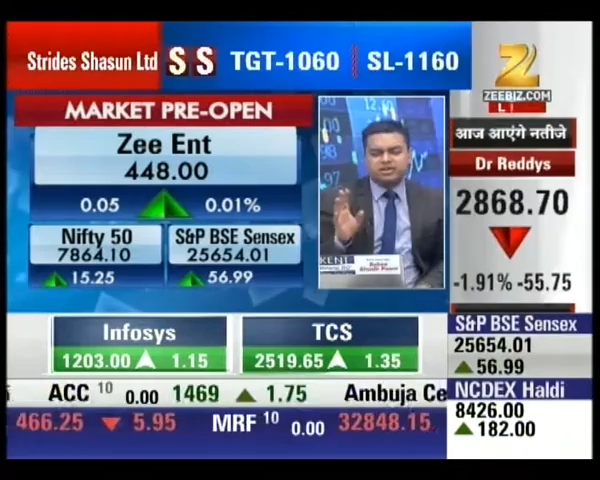 Strides Shasun Ltd
S S
TGT-1060 | SL-1160
ZEEBIZ.COM
MARKET PRE-OPEN
Zee Ent
448.00
0.05 0.01%
Nifty 50
7864.10
15.25
S&P BSE Sensex
25654.01
56.99
KENT
आज आएंगे नतीजे
Dr Reddys
2868.70
-1.91% -55.75
Infosys
1203.00 1.15
TCS
2519.65 1.35
S&P BSE Sensex
25654.01
56.99
NCDEX Haldi
8426.00
182.00
ACC 10 0.00 1469 1.75 Ambuja Ce
466.25 5.95 MRF 10 0.00 32848.15